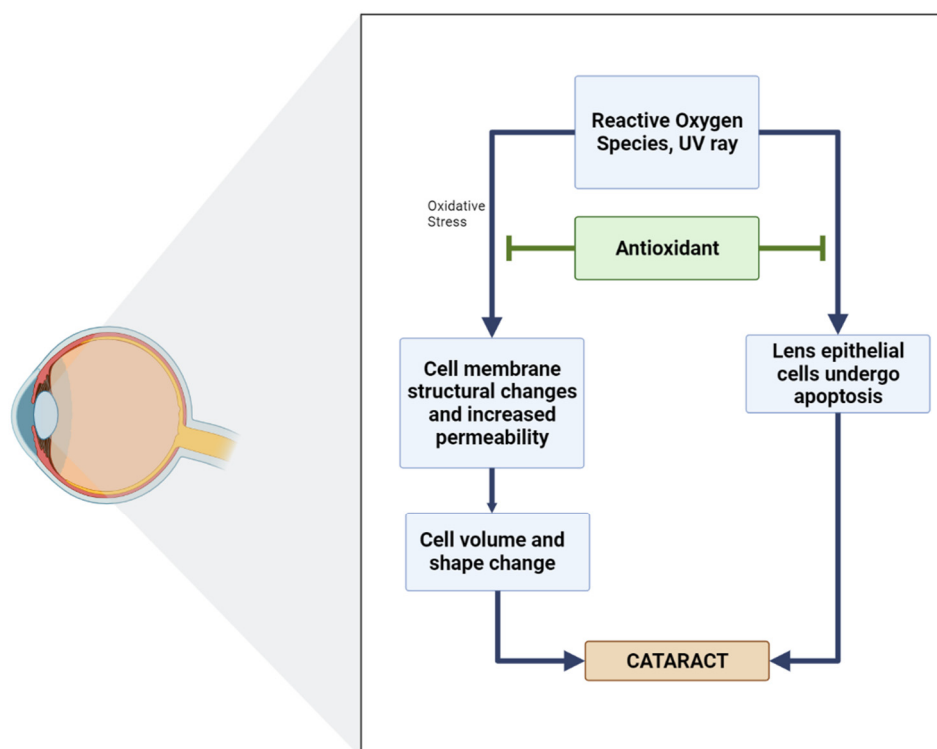 Reactive Oxygen
Species, UV ray
Oxidative
Stress
Antioxidant
Cell membrane
structural changes
and increased
permeability
Lens epithelial
cells undergo
apoptosis
Cell volume and
shape change
CATARACT